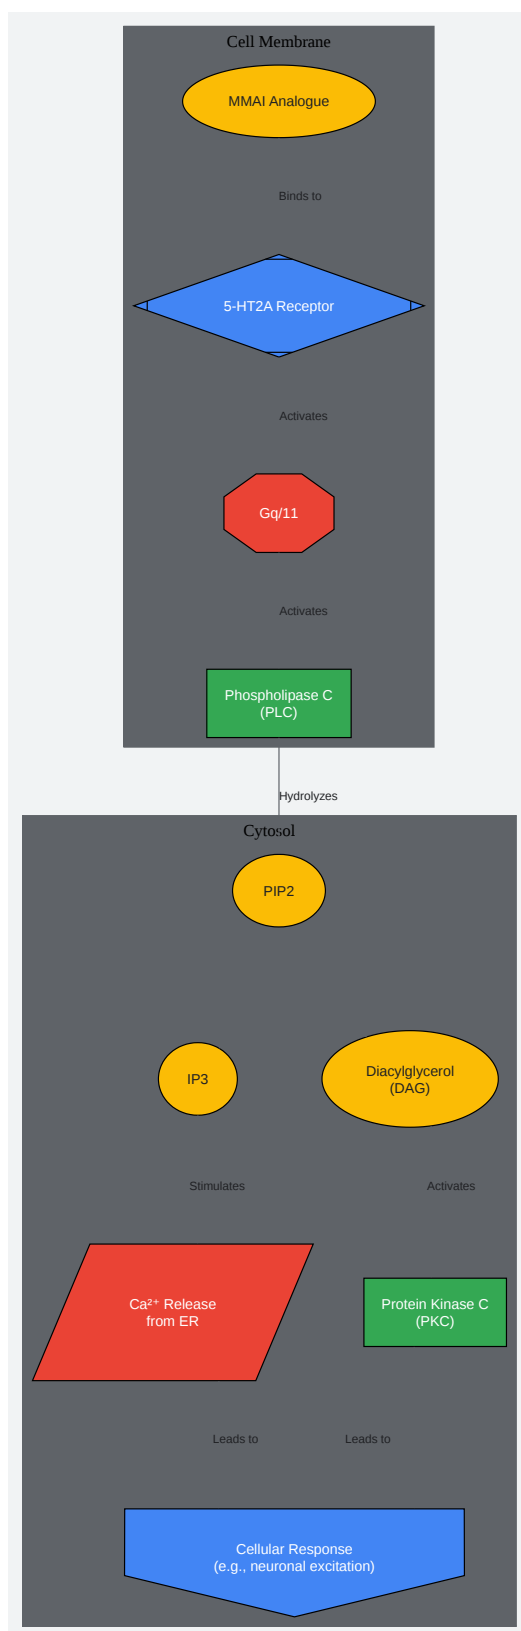 Cell Membrane
MMAI Analogue
Binds to
5-HT2A Receptor
Activates
Gq/11
Activates
Phospholipase C
(PLC)
Hydrolyzes
Cytosol
PIP2
IP3
Diacylglycerol
(DAG)
Stimulates
Activates
Ca²⁺ Release
from ER
Protein Kinase C
(PKC)
Leads to
Leads to
Cellular Response
(e.g., neuronal excitation)